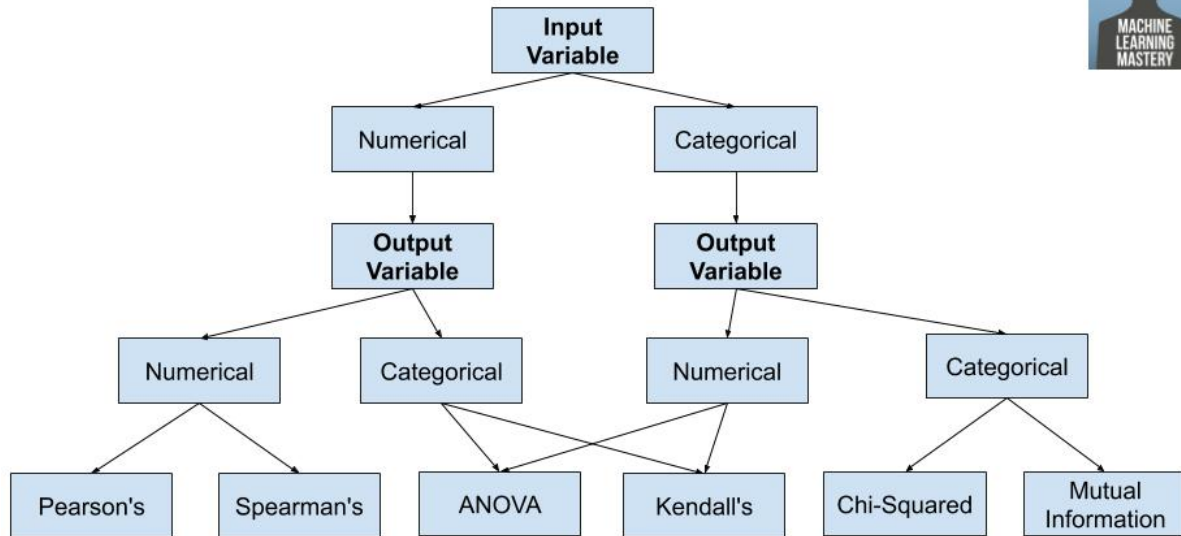 MACHINE
LEARNING
MASTERY
Input
Variable
Numerical
Categorical
Output
Variable
Output
Variable
Numerical
Categorical
Numerical
Categorical
Pearson's
Spearman's
ANOVA
Kendall's
Chi-Squared
Mutual
Information